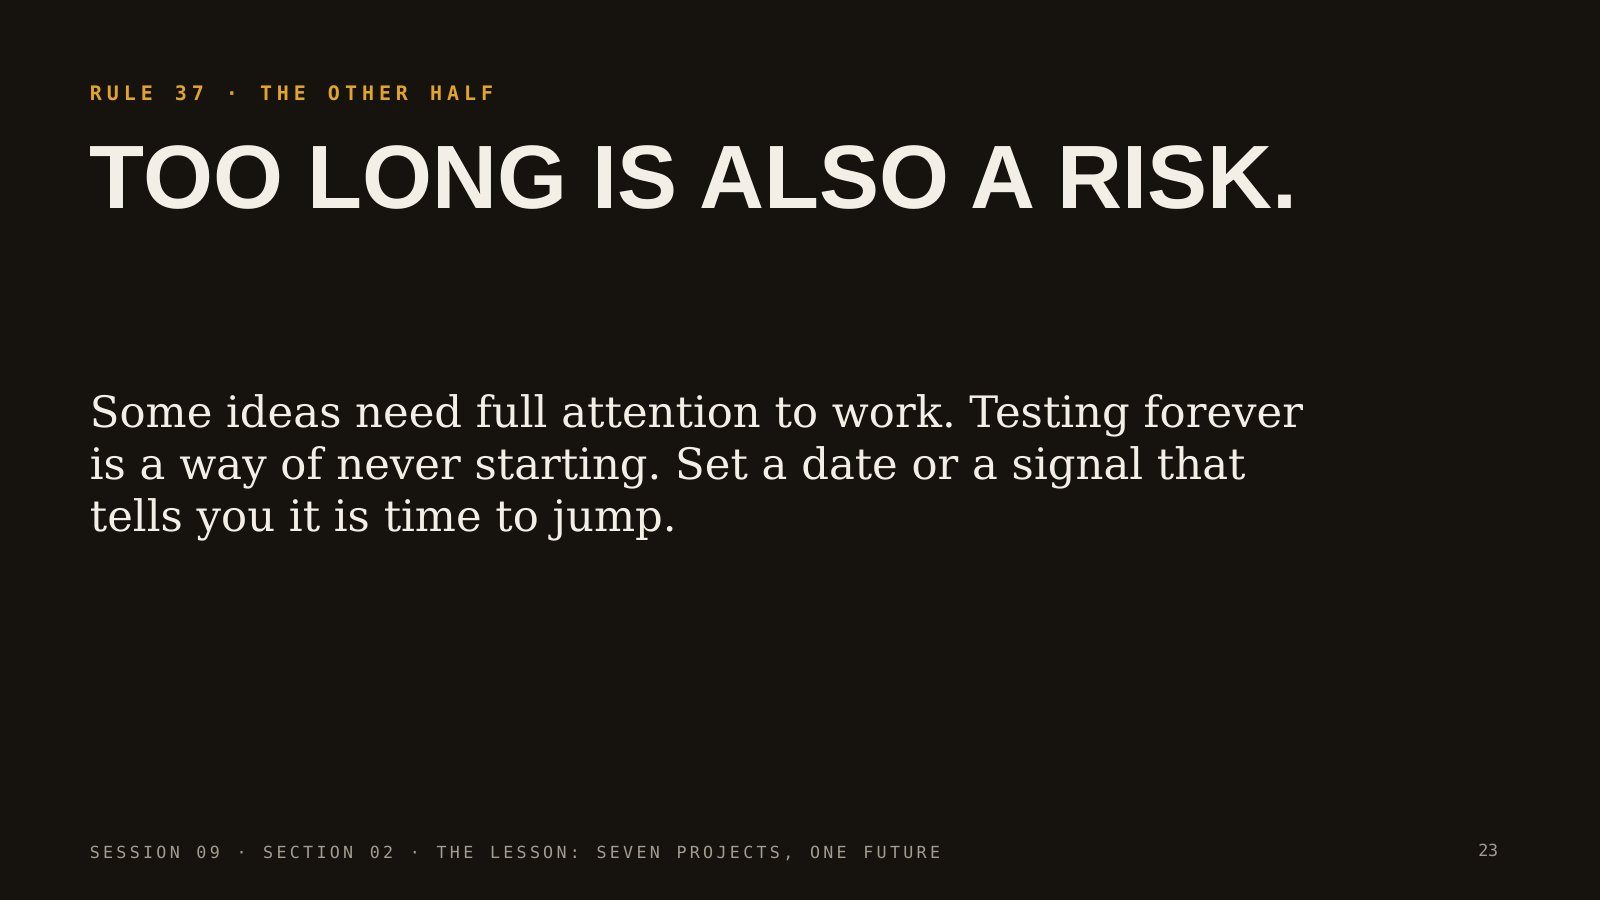 RULE 37 · THE OTHER HALF
TOO LONG IS ALSO A RISK.
Some ideas need full attention to work. Testing forever
is a way of never starting. Set a date or a signal that
tells you it is time to jump.
SESSION 09 · SECTION 02 · THE LESSON: SEVEN PROJECTS, ONE FUTURE
23